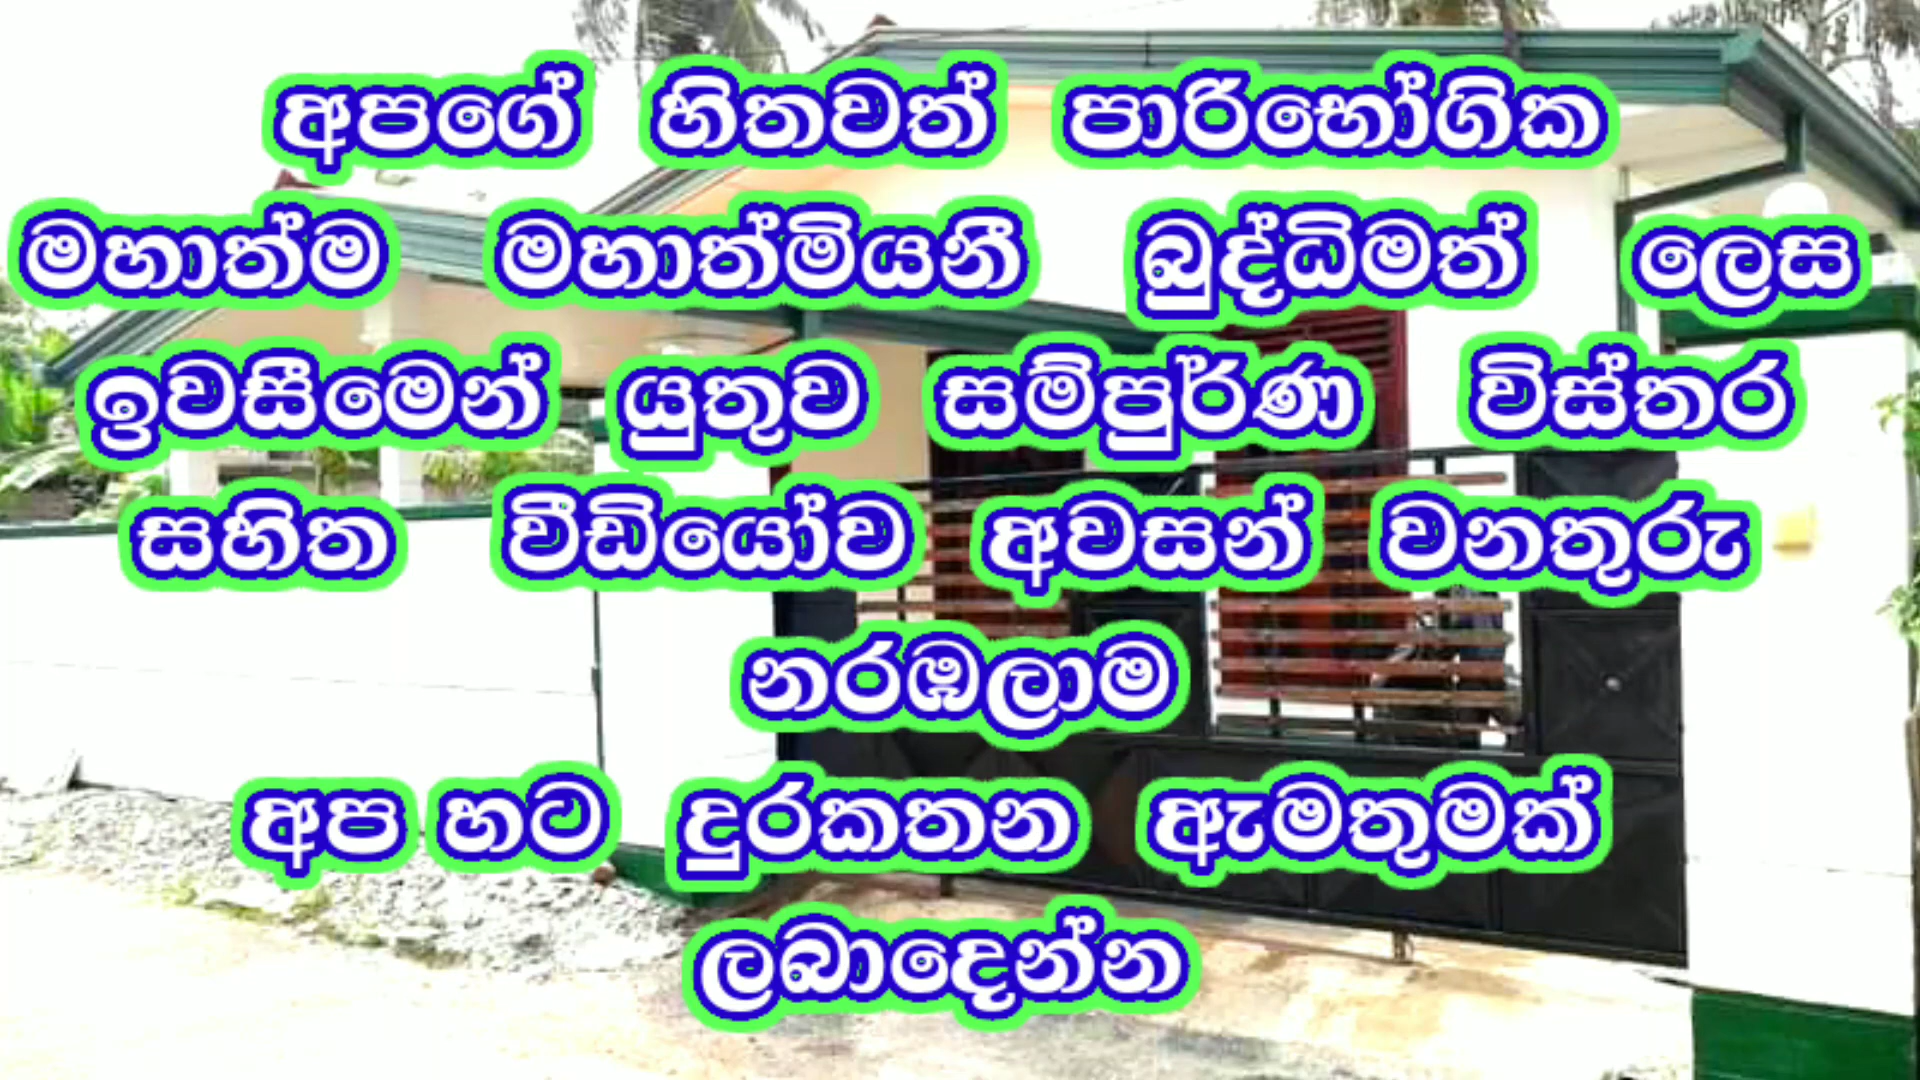 අපගේ හිතවත් පාරිභෝගික
මහාත්ම මහාත්මියනී බුද්ධිමත් ලෙස
ඉවසීමෙන් යුතුව සම්පුර්ණ විස්තර
සහිත වීඩියෝව අවසන් වනතුරු
නරඹලාම
අප හට දුරකතන ඇමතුමක්
ලබාදෙන්න